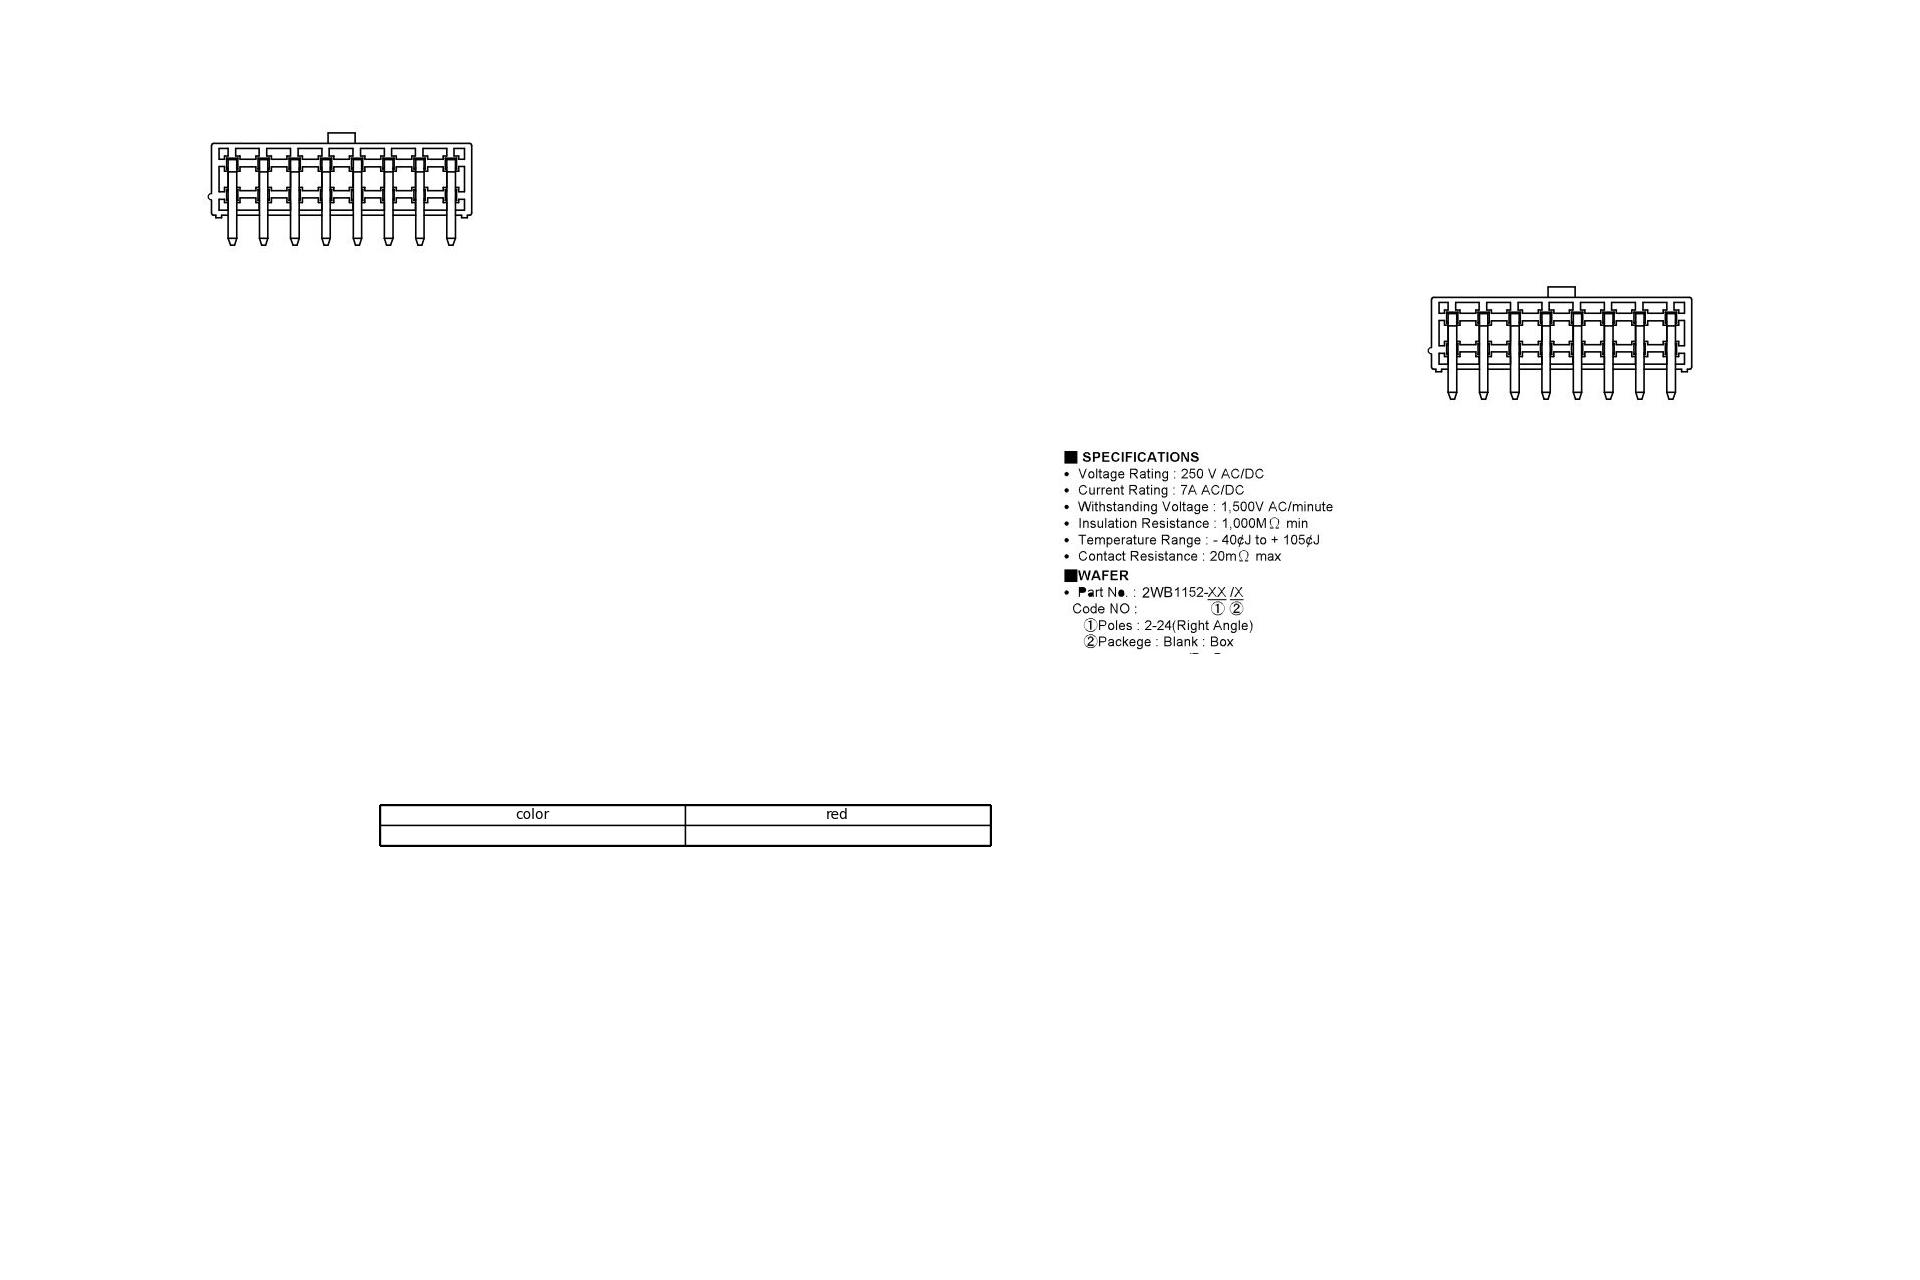 ■ SPECIFICATIONS
• Voltage Rating : 250 V AC/DC
• Current Rating : 7A AC/DC
• Withstanding Voltage : 1,500V AC/minute
• Insulation Resistance : 1,000MΩ min
• Temperature Range : - 40¢J to + 105¢J
• Contact Resistance : 20mΩ max
■WAFER
• Part No. : 2WB1152-XX /X
Code NO : ① ②
①Poles : 2-24(Right Angle)
②Packege : Blank : Box
color red